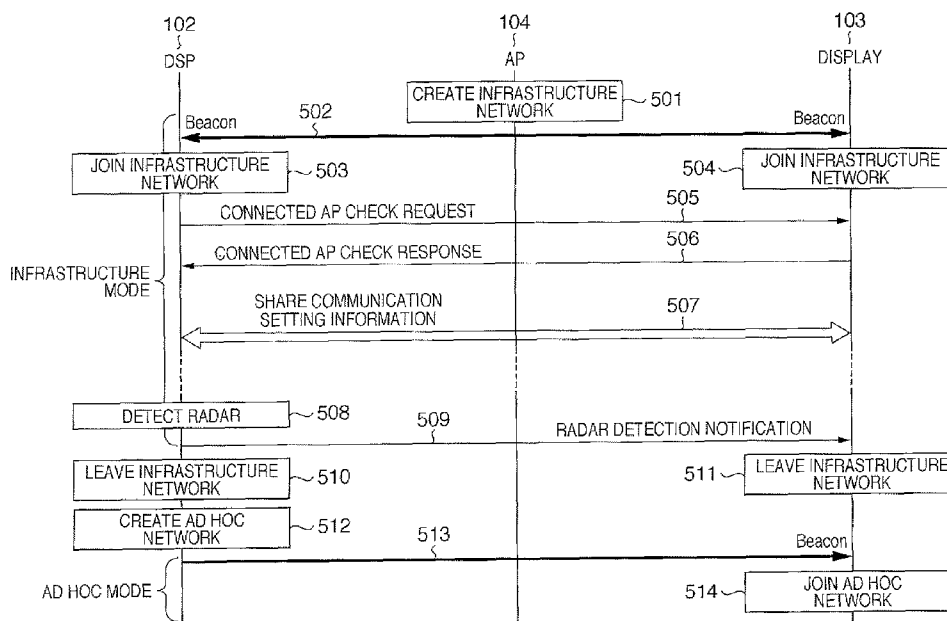 102
104
103
DSP
AP
DISPLAY
CREATE INFRASTRUCTURE
NETWORK
501
Beacon
502
Beacon
JOIN INFRASTRUCTURE
NETWORK
503
504
JOIN INFRASTRUCTURE
NETWORK
CONNECTED AP CHECK REQUEST
505
CONNECTED AP CHECK RESPONSE
506
INFRASTRUCTURE
MODE
SHARE COMMUNICATION
SETTING INFORMATION
507
DETECT RADAR
508
509
RADAR DETECTION NOTIFICATION
LEAVE INFRASTRUCTURE
NETWORK
510
511
LEAVE INFRASTRUCTURE
NETWORK
CREATE AD HOC
NETWORK
512
513
Beacon
AD HOC MODE
514
JOIN AD HOC
NETWORK